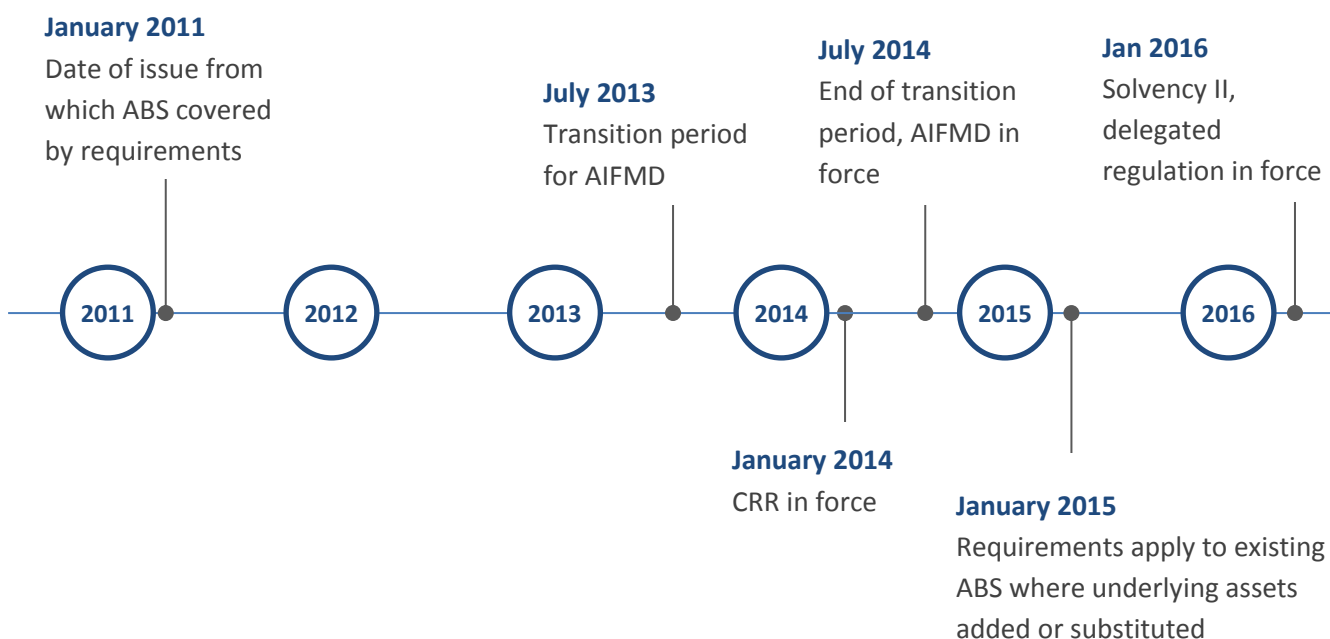 January 2011
Date of issue from
which ABS covered
by requirements
July 2013
Transition period
for AIFMD
July 2014
End of transition
period, AIFMD in
force
Jan 2016
Solvency II,
delegated
regulation in force
2011
2012
2013
2014
2015
2016
January 2014
CRR in force
January 2015
Requirements apply to existing
ABS where underlying assets
added or substituted